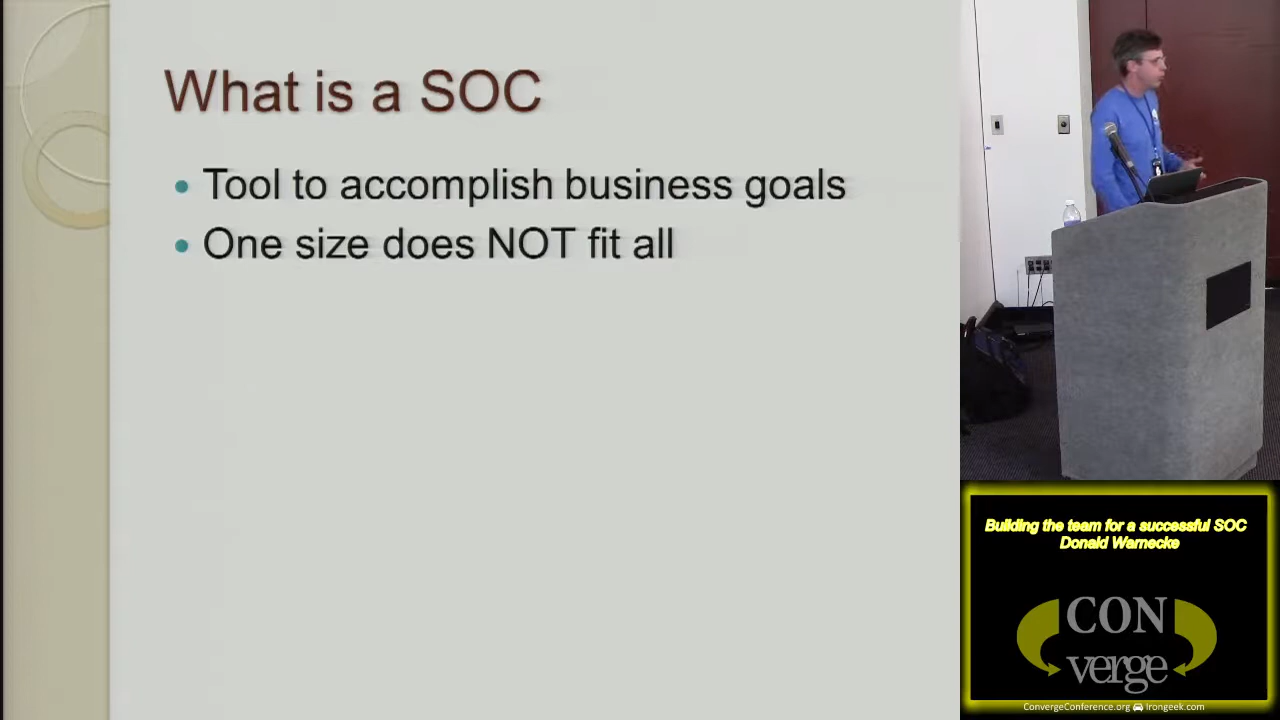 What is a SOC
Tool to accomplish business goals
One size does NOT fit all
Building the team for a successful SOC
Donald Warnecke
CON
verge
ConvergeConference.org Irongeek.com